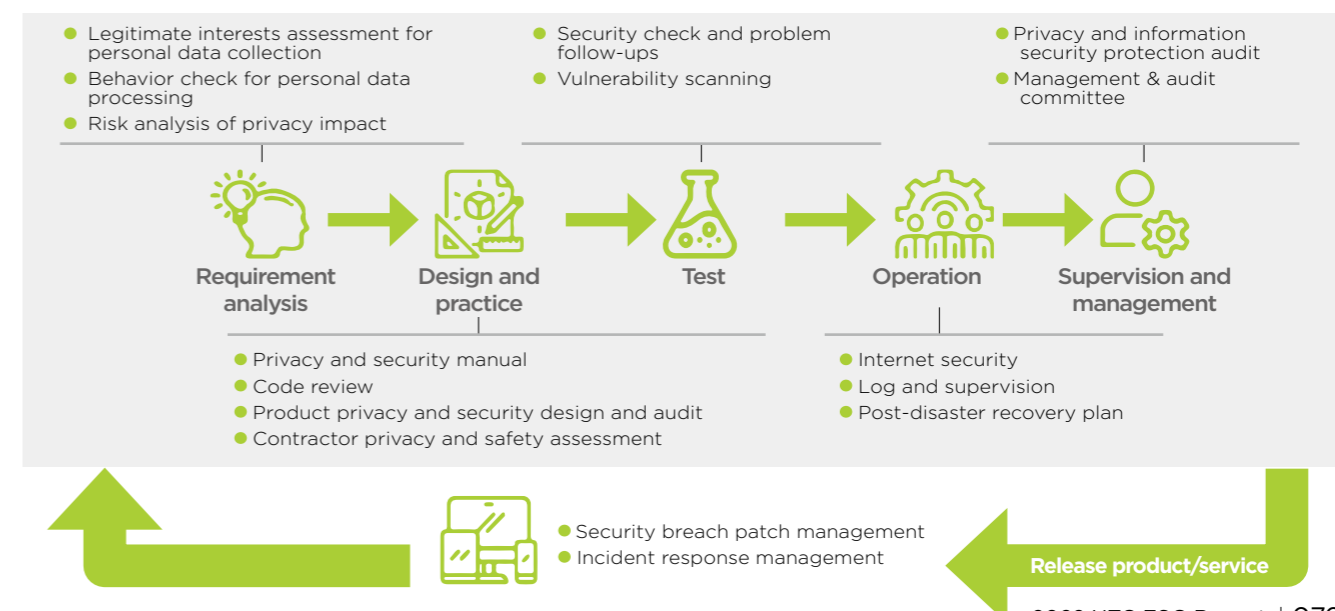 Legitimate interests assessment for
personal data collection
Behavior check for personal data
processing
Risk analysis of privacy impact
Security check and problem
follow-ups
Vulnerability scanning
Privacy and information
security protection audit
Management & audit
committee
Requirement
analysis
Design and
practice
Test
Operation
Supervision and
management
Privacy and security manual
Code review
Product privacy and security design and audit
Contractor privacy and safety assessment
Internet security
Log and supervision
Post-disaster recovery plan
Security breach patch management
Incident response management
Release product/service